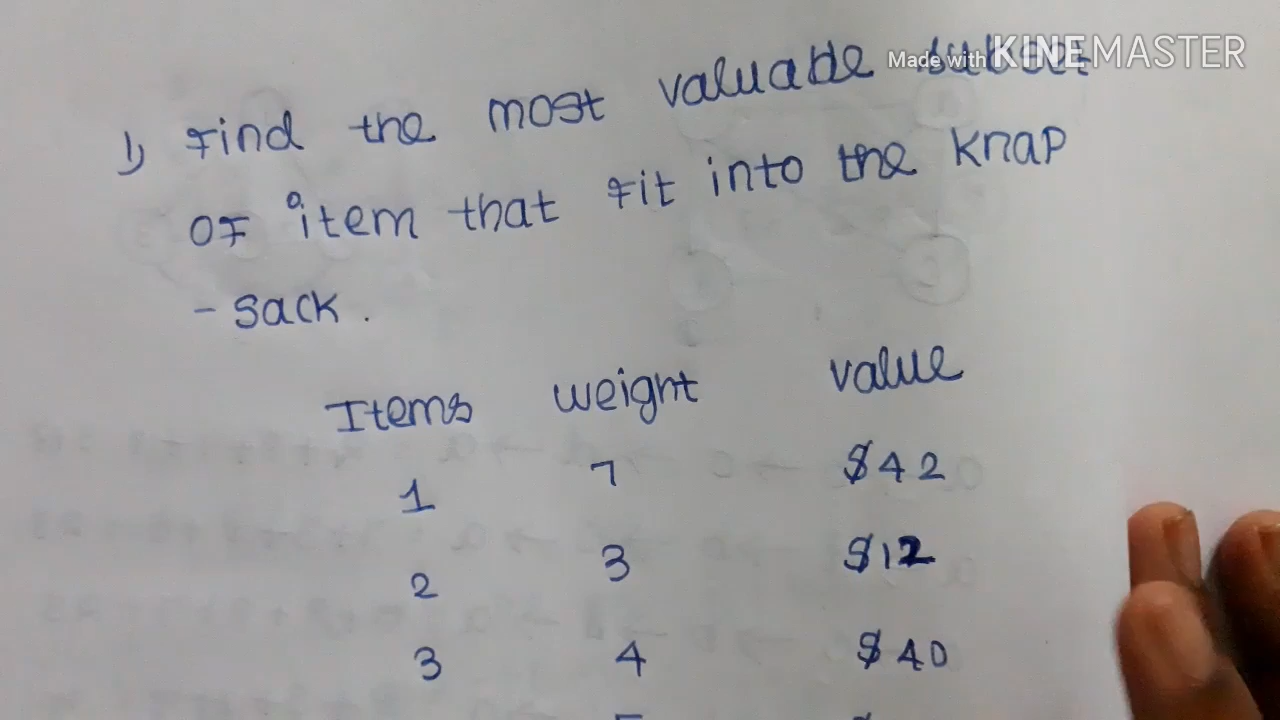 Made with KINEMASTER
1) Find the most valuable subset
of item that fit into the knap
- sack.
Items weight value
1 7 $42
2 3 $12
3 4 $40